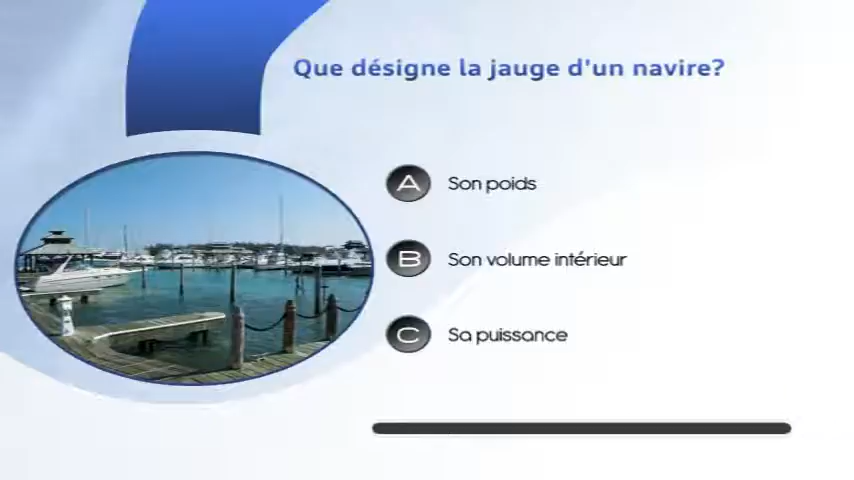 Que désigne la jauge d'un navire?
A Son poids
B Son volume intérieur
C Sa puissance